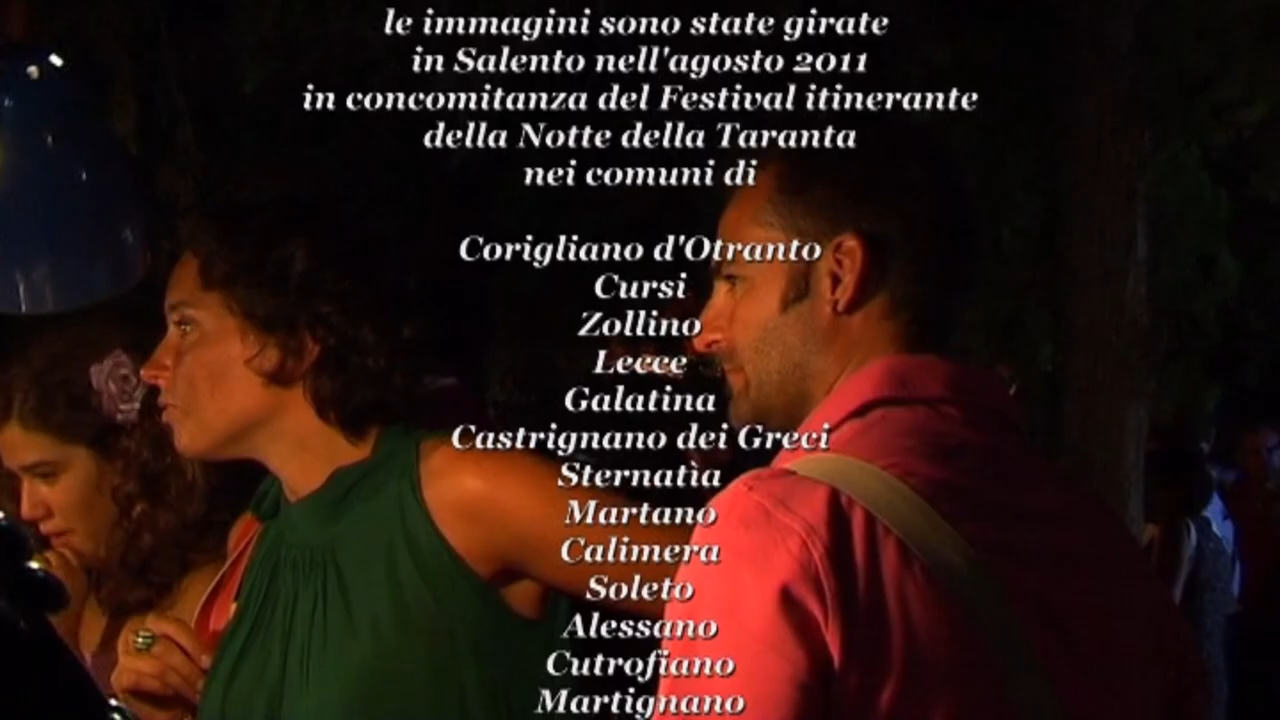 le immagini sono state girate
in Salento nell'agosto 2011
in concomitanza del Festival itinerante
della Notte della Taranta
nei comuni di
Corigliano d'Otranto
Cursi
Zollino
Lecce
Galatina
Castrignano dei Greci
Sternatìa
Martano
Calimera
Soleto
Alessano
Cutrofiano
Martignano